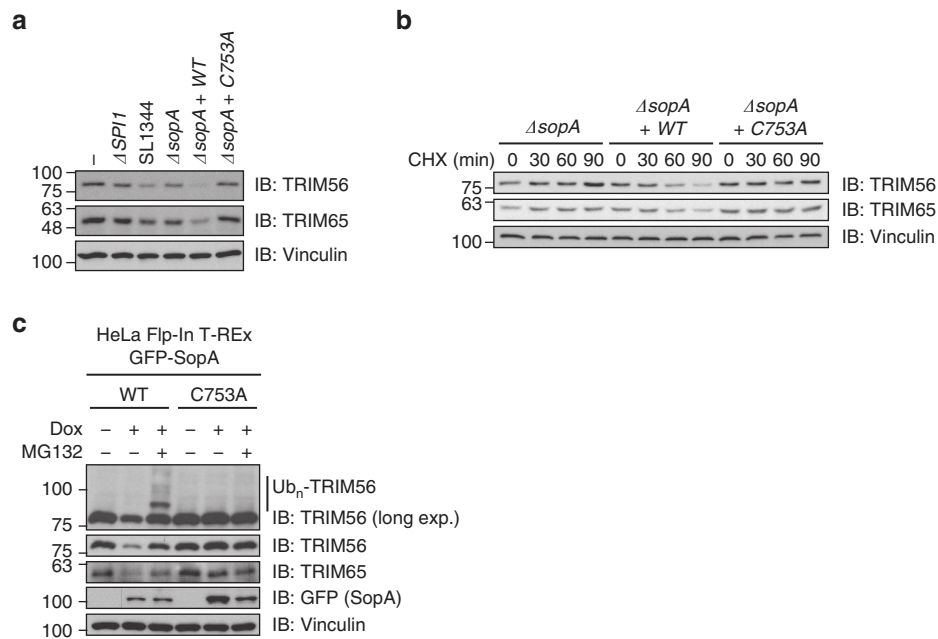 a
–
ΔSPI1
SL1344
ΔsopA
ΔsopA + WT
ΔsopA + C753A
100
75
IB: TRIM56
63
48
IB: TRIM65
100
IB: Vinculin
b
ΔsopA
ΔsopA + WT
ΔsopA + C753A
CHX (min) 0 30 60 90 0 30 60 90 0 30 60 90
75
IB: TRIM56
63
IB: TRIM65
100
IB: Vinculin
c
HeLa Flp-In T-REx
GFP-SopA
WT C753A
Dox – + + – + +
MG132 – – + – – +
100
Ubn-TRIM56
75
IB: TRIM56 (long exp.)
75
IB: TRIM56
63
IB: TRIM65
100
IB: GFP (SopA)
100
IB: Vinculin